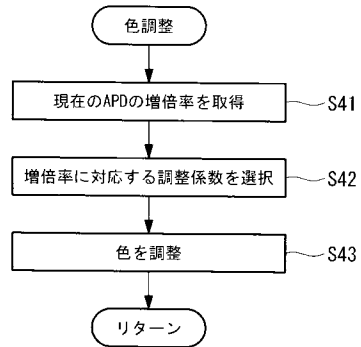 色調整
現在のAPDの増倍率を取得
S41
増倍率に対応する調整係数を選択
S42
色を調整
S43
リターン